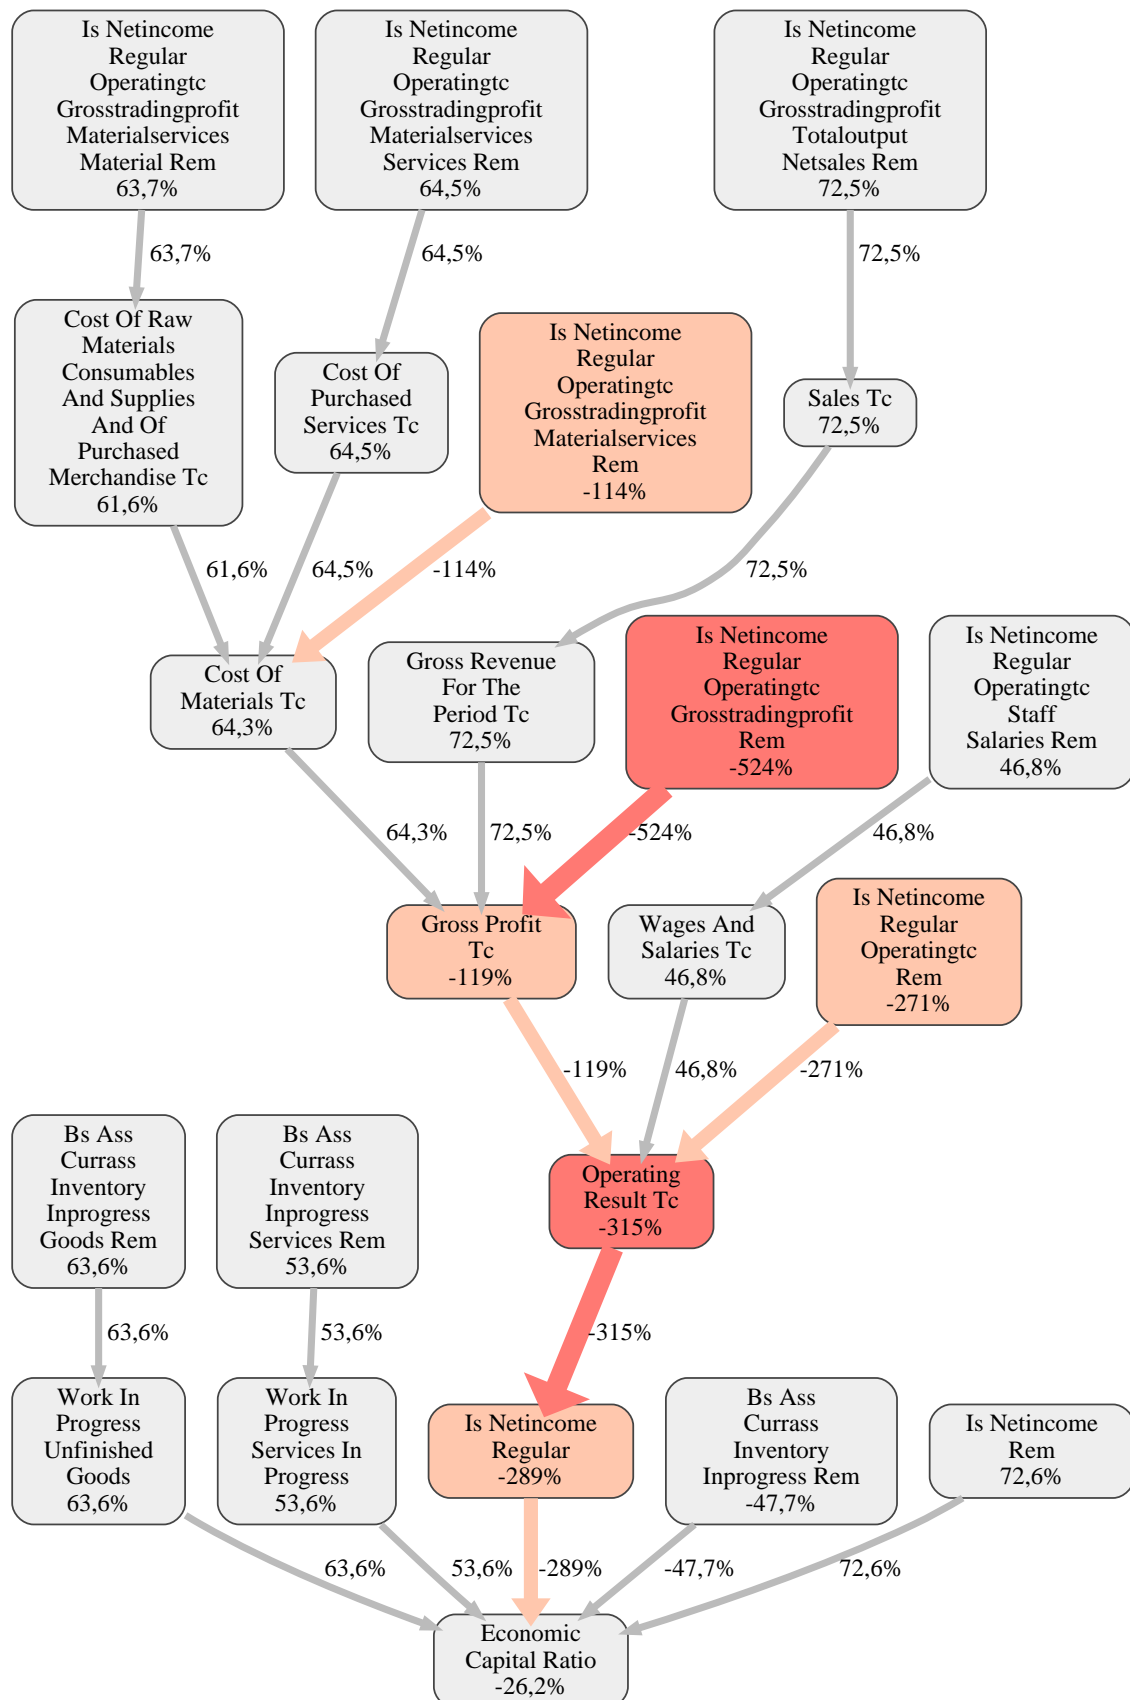 Is Netincome
Regular
Operatingtc
Grosstradingprofit
Materialservices
Material Rem
63,7%
Is Netincome
Regular
Operatingtc
Grosstradingprofit
Materialservices
Services Rem
64,5%
Is Netincome
Regular
Operatingtc
Grosstradingprofit
Totaloutput
Netsales Rem
72,5%
63,7%
64,5%
72,5%
Cost Of Raw
Materials
Consumables
And Supplies
And Of
Purchased
Merchandise Tc
61,6%
Cost Of
Purchased
Services Tc
64,5%
Is Netincome
Regular
Operatingtc
Grosstradingprofit
Materialservices
Rem
-114%
Sales Tc
72,5%
61,6%
64,5%
-114%
72,5%
Cost Of
Materials Tc
64,3%
Gross Revenue
For The
Period Tc
72,5%
Is Netincome
Regular
Operatingtc
Grosstradingprofit
Rem
-524%
Is Netincome
Regular
Operatingtc
Staff
Salaries Rem
46,8%
64,3%
72,5%
-524%
46,8%
Gross Profit
Tc
-119%
Wages And
Salaries Tc
46,8%
Is Netincome
Regular
Operatingtc
Rem
-271%
-119%
46,8%
-271%
Bs Ass
Currass
Inventory
Inprogress
Goods Rem
63,6%
Bs Ass
Currass
Inventory
Inprogress
Services Rem
53,6%
Operating
Result Tc
-315%
63,6%
53,6%
-315%
Work In
Progress
Unfinished
Goods
63,6%
Work In
Progress
Services In
Progress
53,6%
Is Netincome
Regular
-289%
Bs Ass
Currass
Inventory
Inprogress Rem
-47,7%
Is Netincome
Rem
72,6%
63,6%
53,6%
-289%
-47,7%
72,6%
Economic
Capital Ratio
-26,2%